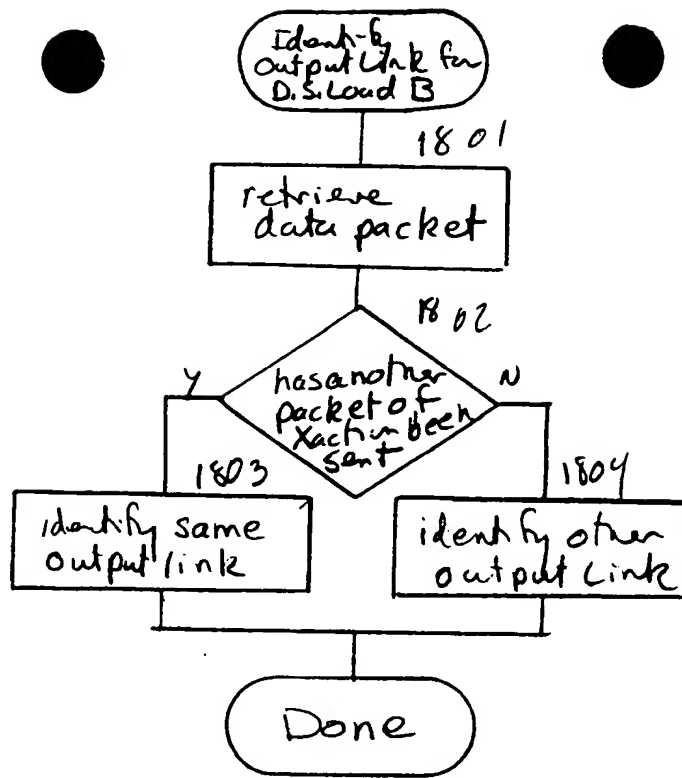 Identify
output Link for
D.S. Load B
1801
retrieve
data packet
1802
has another
packet of
Xaction been
sent
Y
N
1803
identify same
output link
1804
identify other
output Link
Done